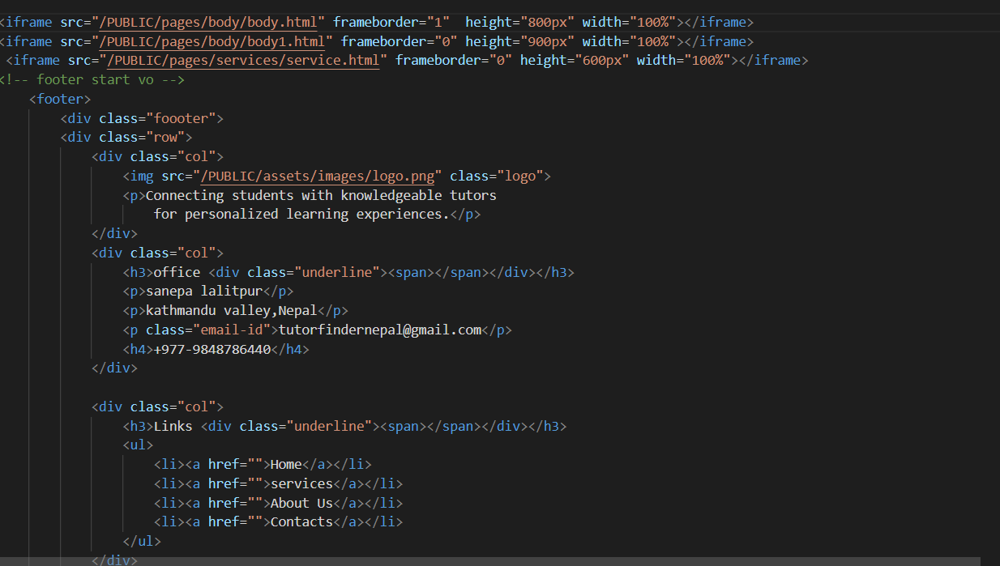 <iframe src="/PUBLIC/pages/body/body.html" frameborder="1"  height="800px" width="100%"></iframe>
<iframe src="/PUBLIC/pages/body/body1.html" frameborder="0" height="900px" width="100%"></iframe>
<iframe src="/PUBLIC/pages/services/service.html" frameborder="0" height="600px" width="100%"></iframe>
<!-- footer start vo -->
<footer>
<div class="foooter">
<div class="row">
<div class="col">
<img src="/PUBLIC/assets/images/logo.png" class="logo">
<p>Connecting students with knowledgeable tutors
for personalized learning experiences.</p>
</div>
<div class="col">
<h3>office <div class="underline"><span></span></div></h3>
<p>sanepa lalitpur</p>
<p>kathmandu valley,Nepal</p>
<p class="email-id">tutorfindernepal@gmail.com</p>
<h4>+977-9848786440</h4>
</div>
<div class="col">
<h3>Links <div class="underline"><span></span></div></h3>
<ul>
<li><a href="">Home</a></li>
<li><a href="">services</a></li>
<li><a href="">About Us</a></li>
<li><a href="">Contacts</a></li>
</ul>
</div>